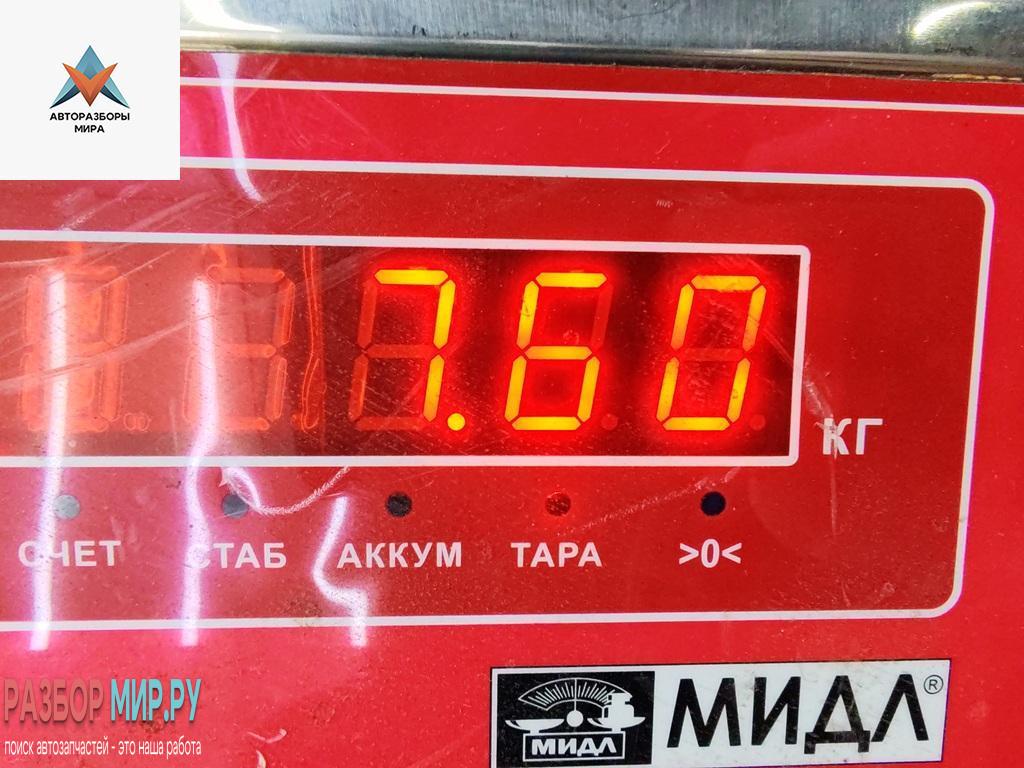 АВТОРАЗБОРЫ
МИРА
7.60
КГ
СЧЕТ СТАБ АККУМ ТАРА >0<
РАЗБОР МИР.РУ
поиск автозапчастей - это наша работа
МИДЛ
МИДЛ®